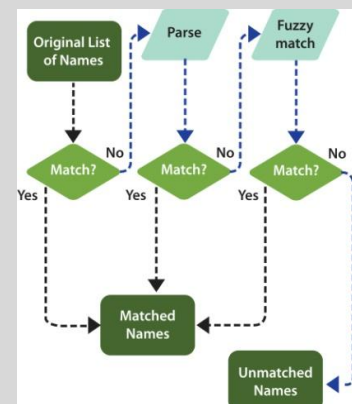 Original List
of Names
Parse
Fuzzy
match
No
No
No
Match?
Match?
Match?
Yes
Yes
Yes
Matched
Names
Unmatched
Names